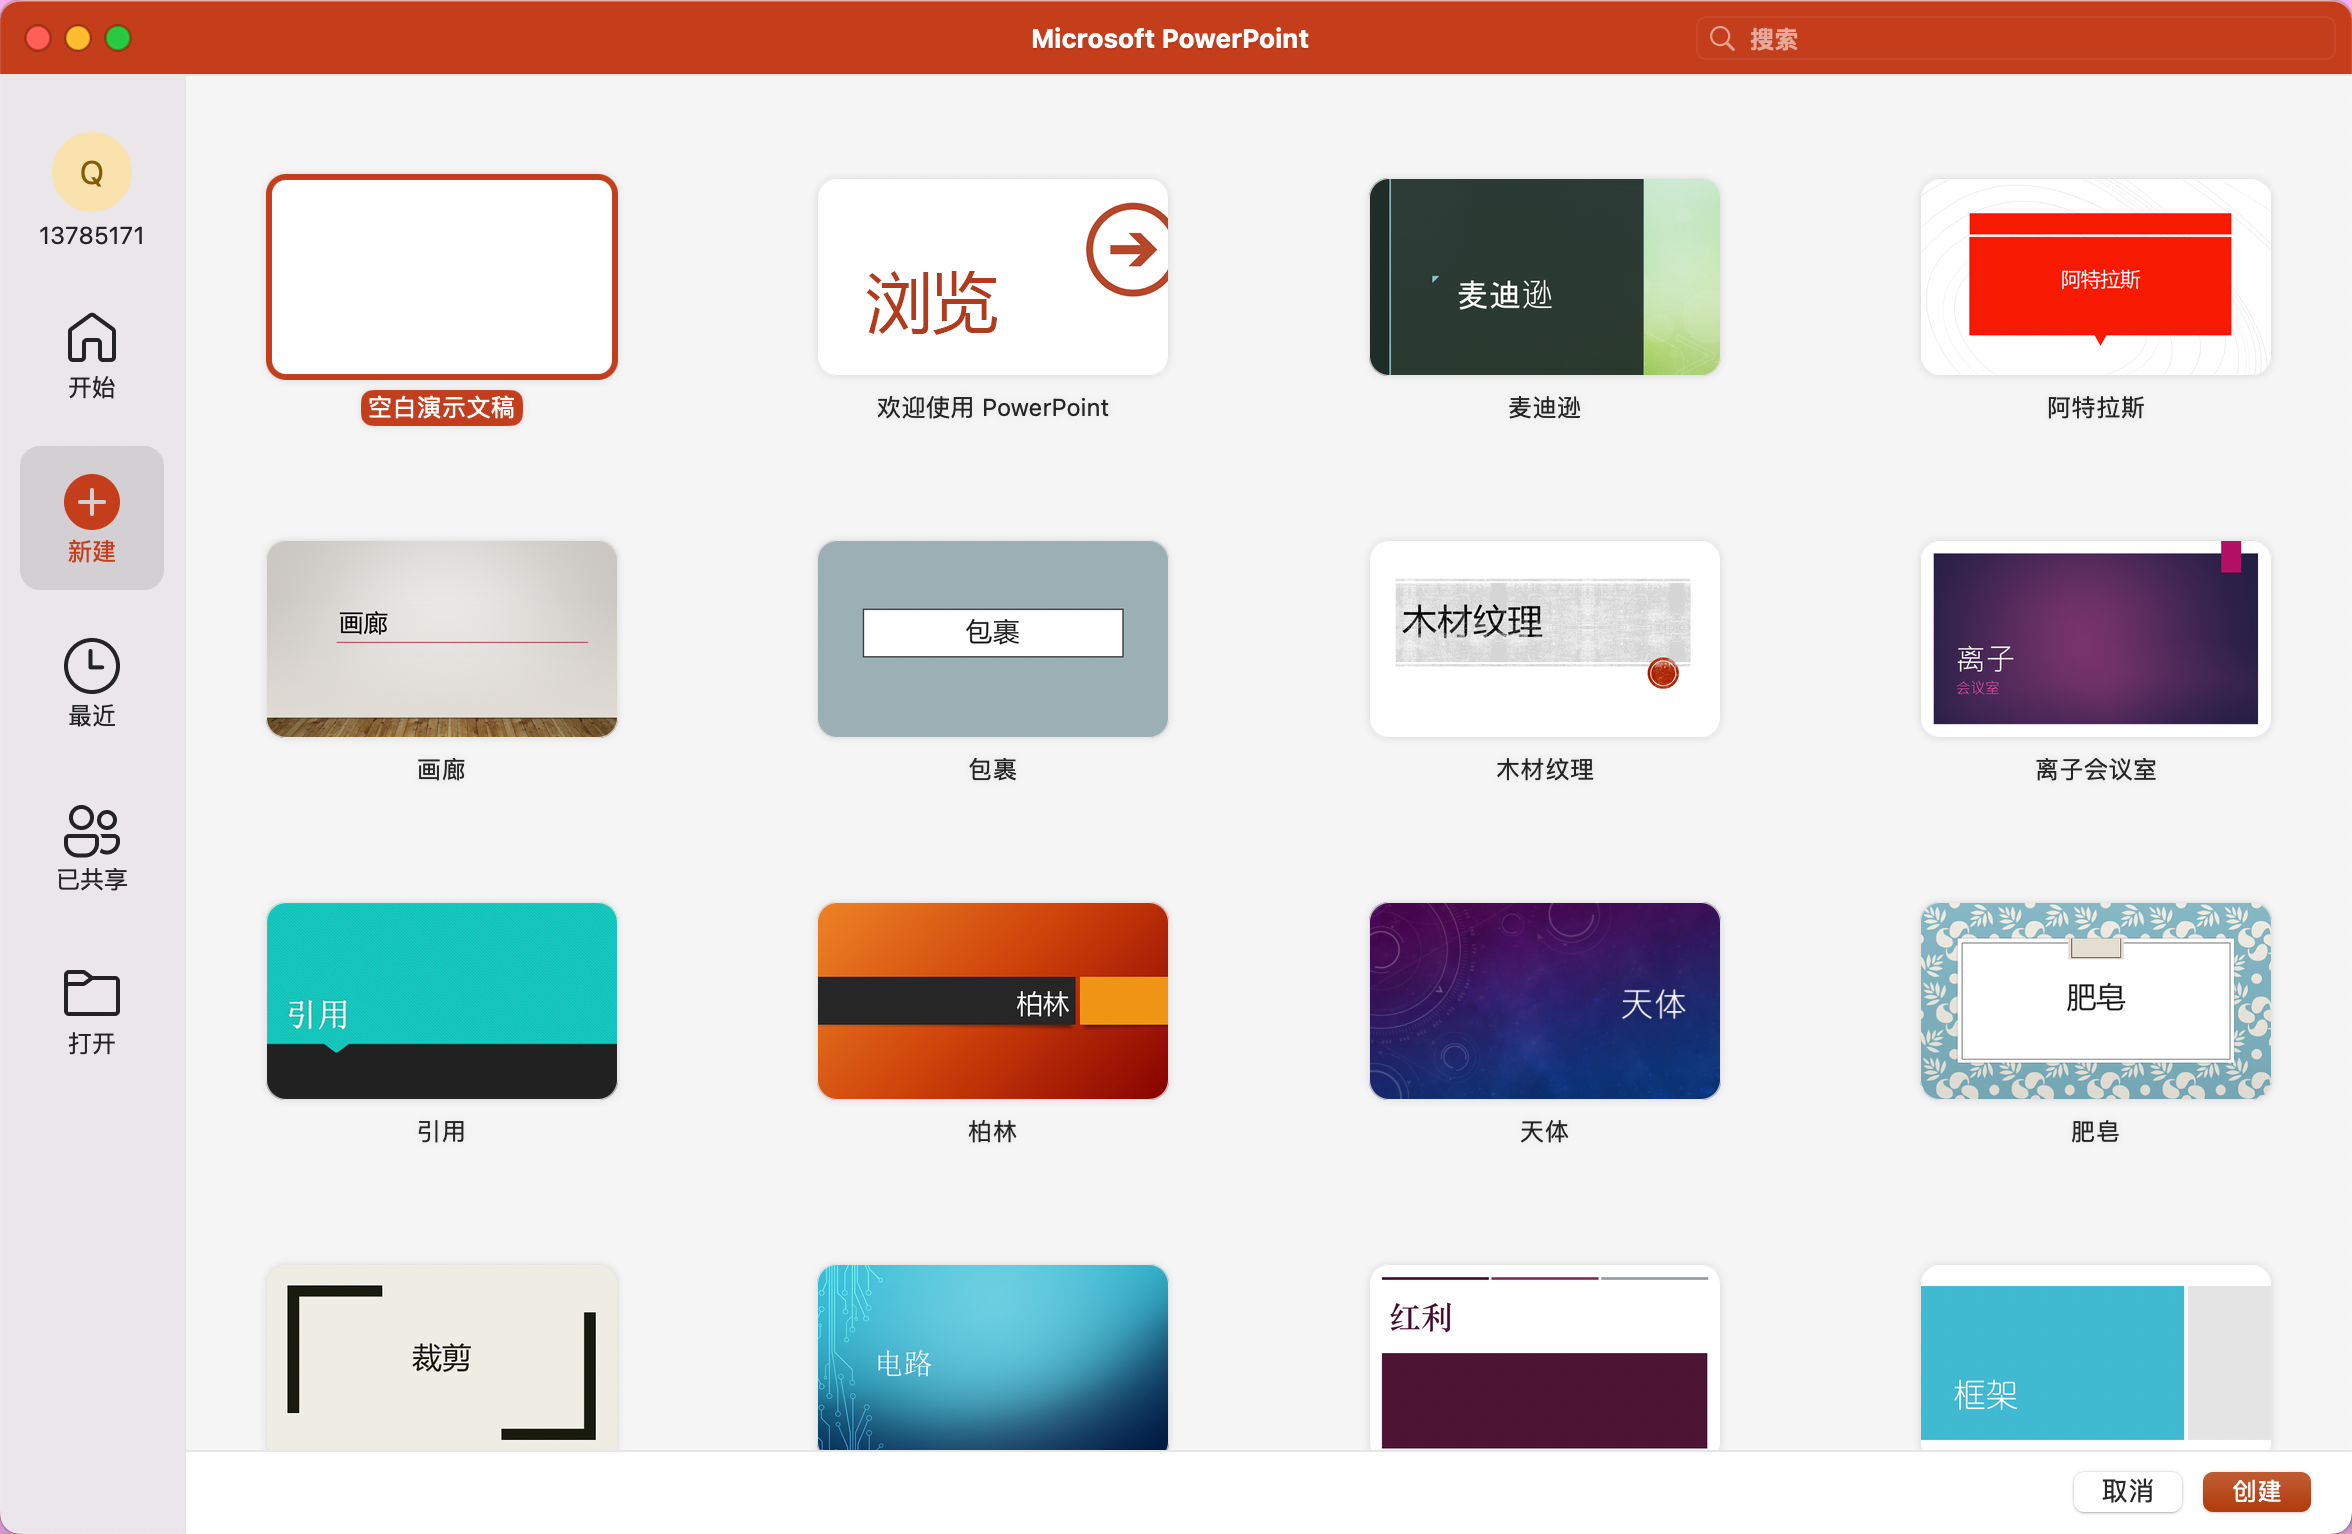 Microsoft PowerPoint
搜索
Q
13785171
开始
新建
最近
已共享
打开
空白演示文稿
浏览
欢迎使用 PowerPoint
麦迪逊
麦迪逊
阿特拉斯
阿特拉斯
画廊
画廊
包裹
包裹
木材纹理
木材纹理
离子
会议室
离子会议室
引用
引用
柏林
柏林
天体
天体
肥皂
肥皂
裁剪
电路
红利
框架
取消
创建